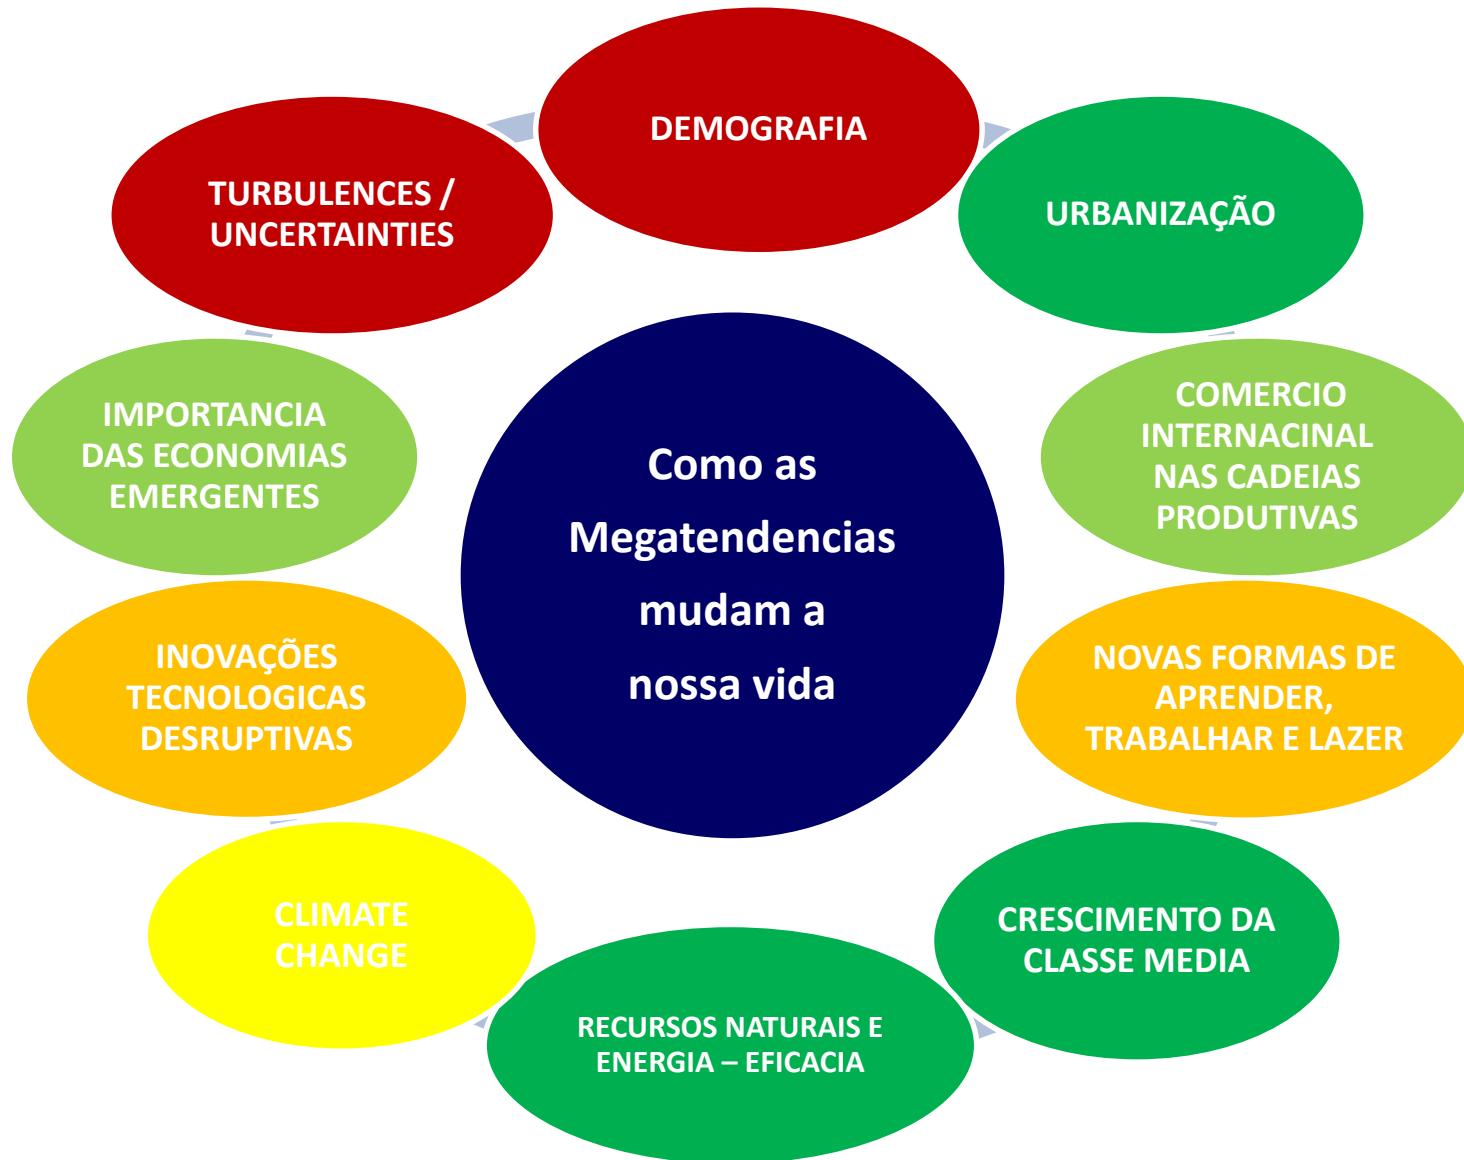 DEMOGRAFIA
URBANIZAÇÃO
COMERCIO
INTERNACINAL
NAS CADEIAS
PRODUTIVAS
NOVAS FORMAS DE
APRENDER,
TRABALHAR E LAZER
CRESCIMENTO DA
CLASSE MEDIA
RECURSOS NATURAIS E
ENERGIA – EFICACIA
CLIMATE
CHANGE
INOVAÇÕES
TECNOLOGICAS
DESRUPTIVAS
IMPORTANCIA
DAS ECONOMIAS
EMERGENTES
TURBULENCES /
UNCERTAINTIES
Como as
Megatendencias
mudam a
nossa vida